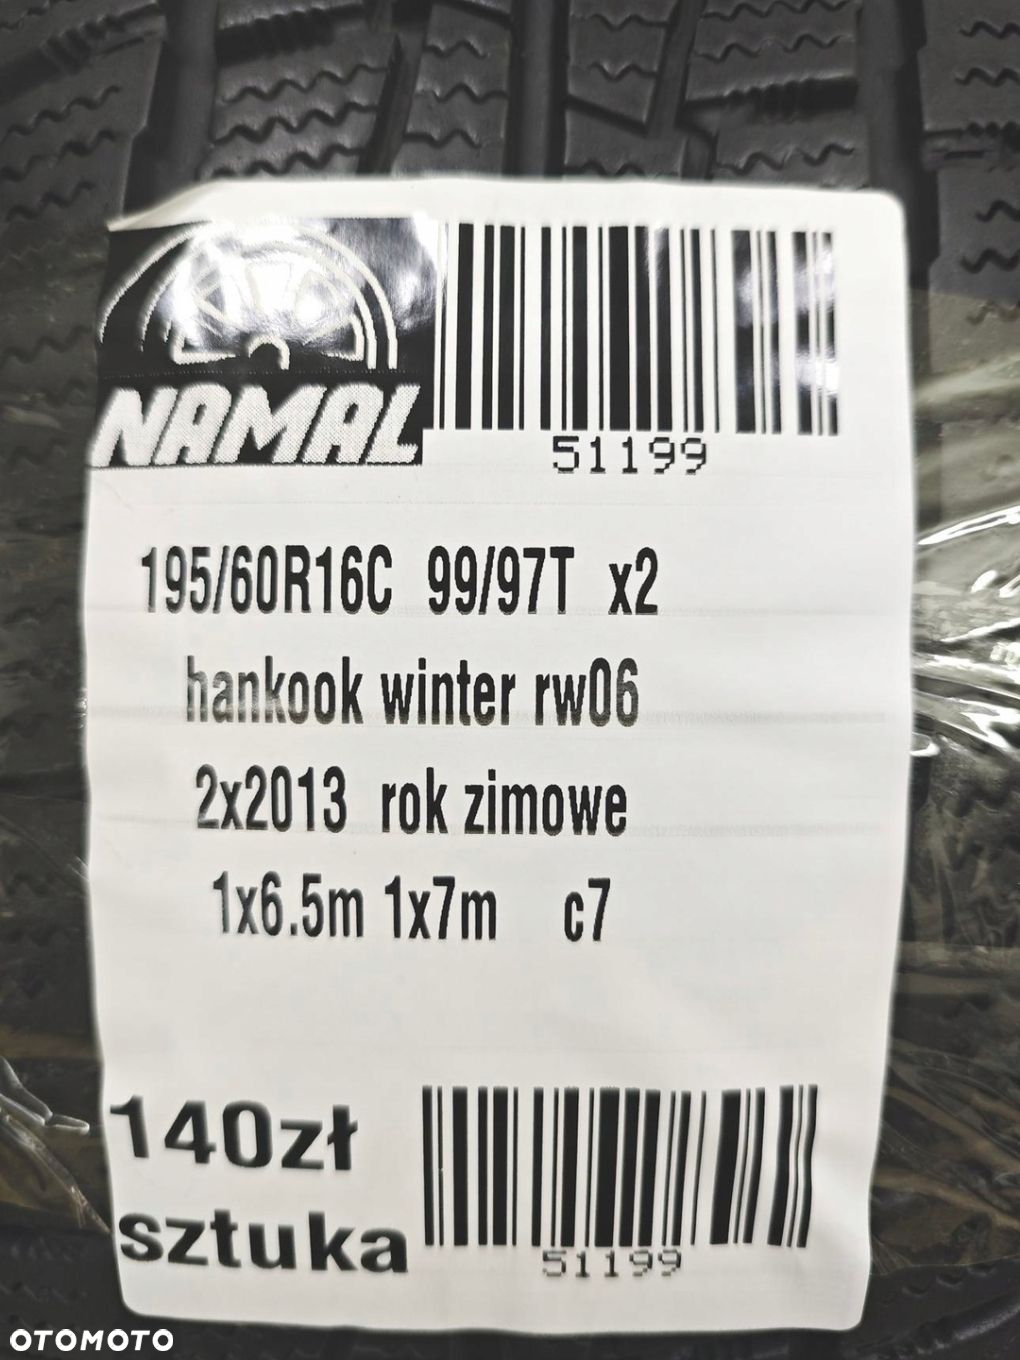 NAMAL
51199
195/60R16C 99/97T x2
hankook winter rw06
2x2013 rok zimowe
1x6.5m 1x7m c7
140zł
sztuka
51199
OTOMOTO